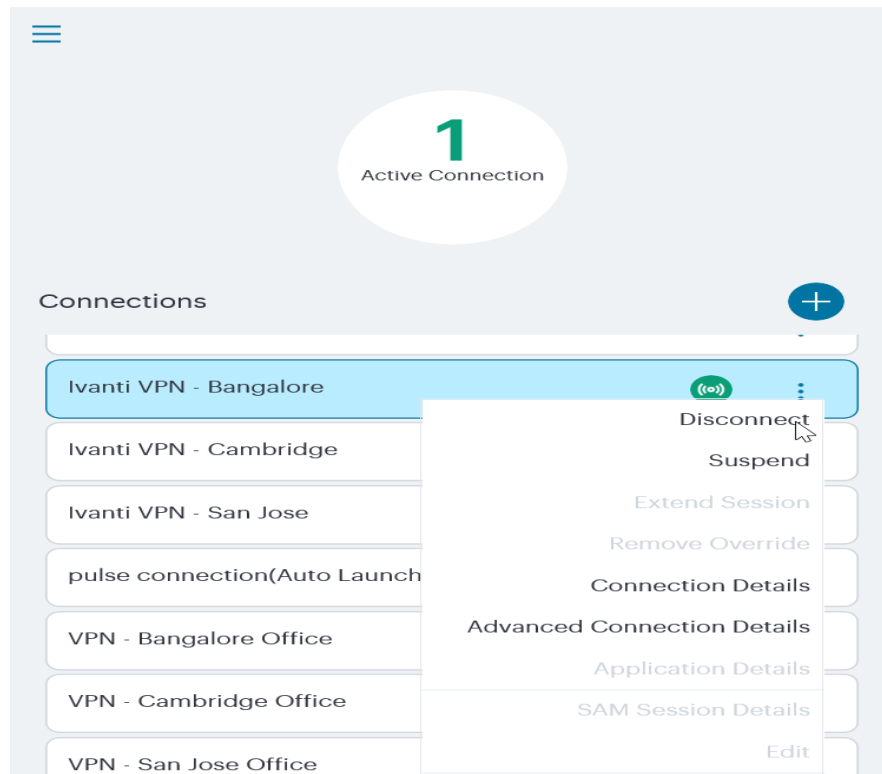 1
Active Connection
Connections
Ivanti VPN - Bangalore
Disconnect
Ivanti VPN - Cambridge
Suspend
Ivanti VPN - San Jose
Extend Session
Remove Override
pulse connection(Auto Launch
Connection Details
VPN - Bangalore Office
Advanced Connection Details
Application Details
VPN - Cambridge Office
SAM Session Details
Edit
VPN - San Jose Office